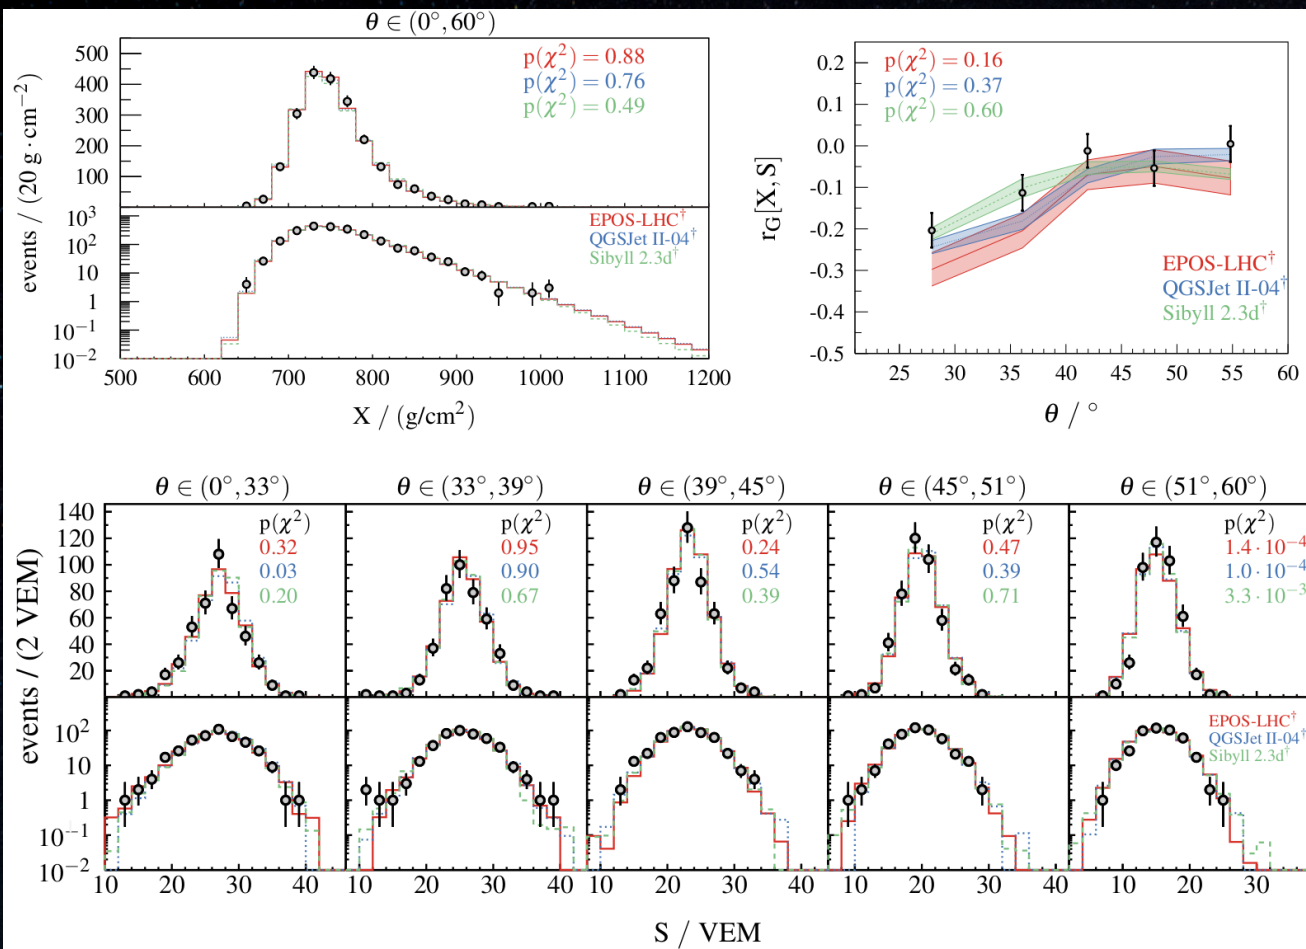 θ ∈ (0°, 60°)
events / (20 g·cm⁻²)
500
400
300
200
100
p(χ²) = 0.88
p(χ²) = 0.76
p(χ²) = 0.49
10³
10²
10
1
10⁻¹
10⁻²
EPOS-LHC†
QGSJet II-04†
Sibyll 2.3d†
500 600 700 800 900 1000 1100 1200
X / (g/cm²)
r_G[X, S]
0.2
0.1
0.0
-0.1
-0.2
-0.3
-0.4
-0.5
p(χ²) = 0.16
p(χ²) = 0.37
p(χ²) = 0.60
EPOS-LHC†
QGSJet II-04†
Sibyll 2.3d†
25 30 35 40 45 50 55 60
θ / °
θ ∈ (0°, 33°) θ ∈ (33°, 39°) θ ∈ (39°, 45°) θ ∈ (45°, 51°) θ ∈ (51°, 60°)
events / (2 VEM)
140
120
100
80
60
40
20
p(χ²) p(χ²) p(χ²) p(χ²) p(χ²)
0.32 0.95 0.24 0.47 1.4 · 10⁻⁴
0.03 0.90 0.54 0.39 1.0 · 10⁻⁴
0.20 0.67 0.39 0.71 3.3 · 10⁻³
10²
10
1
10⁻¹
10⁻²
EPOS-LHC†
QGSJet II-04†
Sibyll 2.3d†
10 20 30 40 20 30 40 10 20 30 40 10 20 30 10 20 30
S / VEM